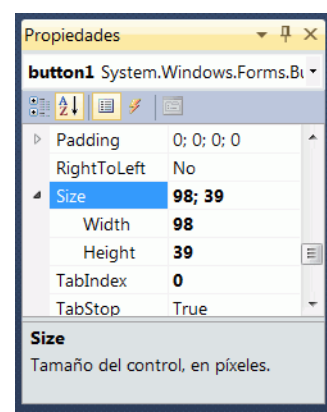 Propiedades
button1 System.Windows.Forms.Bu
Padding 0; 0; 0; 0
RightToLeft No
Size 98; 39
Width 98
Height 39
TabIndex 0
TabStop True
Size
Tamaño del control, en píxeles.